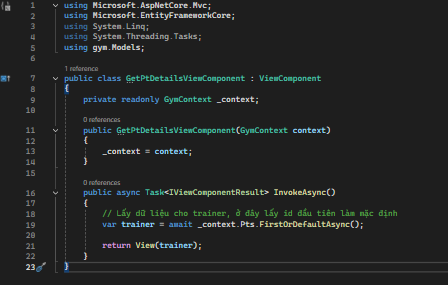 1 using Microsoft.AspNetCore.Mvc;
2 using Microsoft.EntityFrameworkCore;
3 using System.Linq;
4 using System.Threading.Tasks;
5 using gym.Models;
6
1 reference
7 public class GetPtDetailsViewComponent : ViewComponent
8 {
9 private readonly GymContext _context;
10
0 references
11 public GetPtDetailsViewComponent(GymContext context)
12 {
13 _context = context;
14 }
15
0 references
16 public async Task<IViewComponentResult> InvokeAsync()
17 {
18 // Lấy dữ liệu cho trainer, ở đây lấy id đầu tiên làm mặc định
19 var trainer = await _context.Pts.FirstOrDefaultAsync();
20
21 return View(trainer);
22 }
23 }